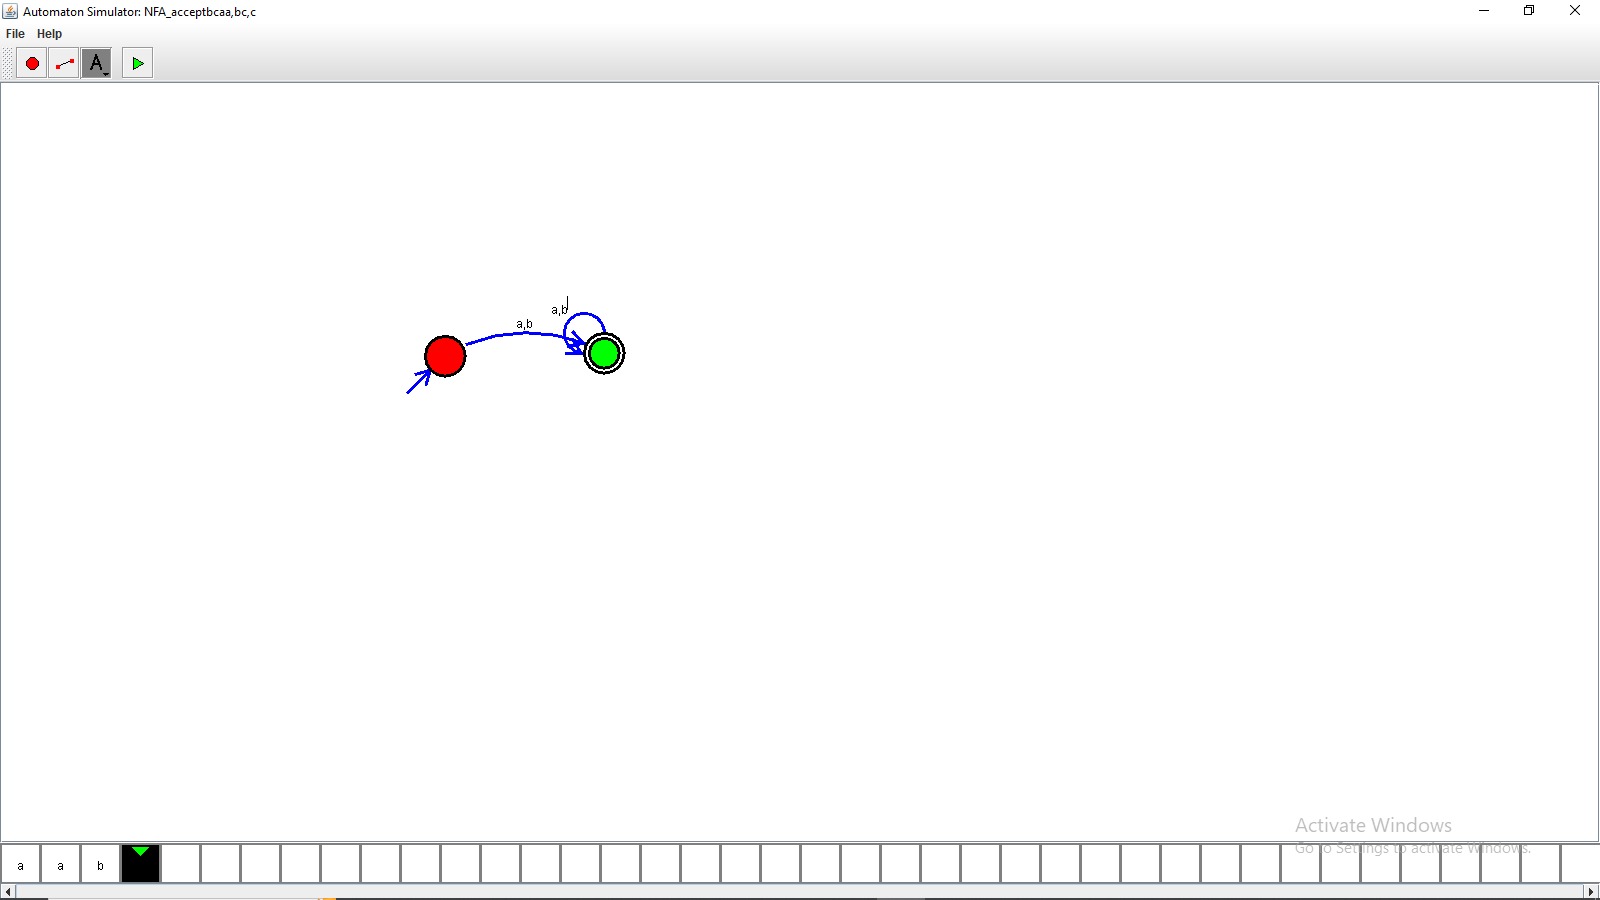 Automaton Simulator: NFA_acceptbcaa,bc,c
File Help
A
a,b
a,b
Activate Windows
Go to Settings to activate Windows.
a a b